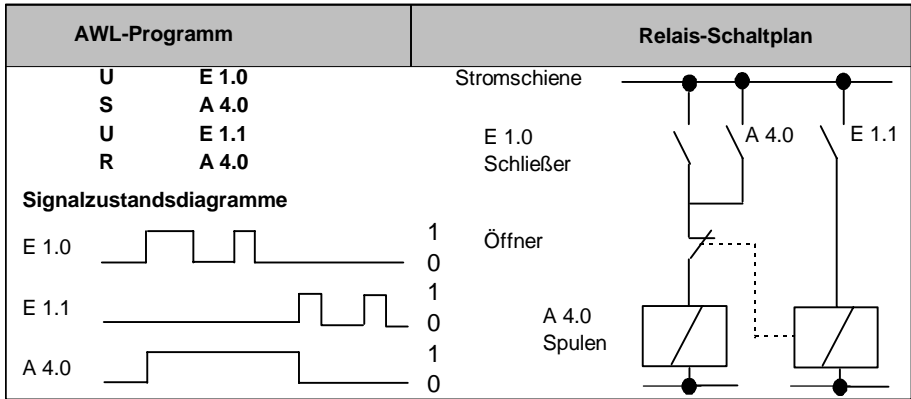 AWL-Programm
Relais-Schaltplan
U E 1.0
S A 4.0
U E 1.1
R A 4.0
Signalzustandsdiagramme
E 1.0
1
0
E 1.1
1
0
A 4.0
1
0
Stromschiene
E 1.0
Schließer
A 4.0
E 1.1
Öffner
A 4.0
Spulen